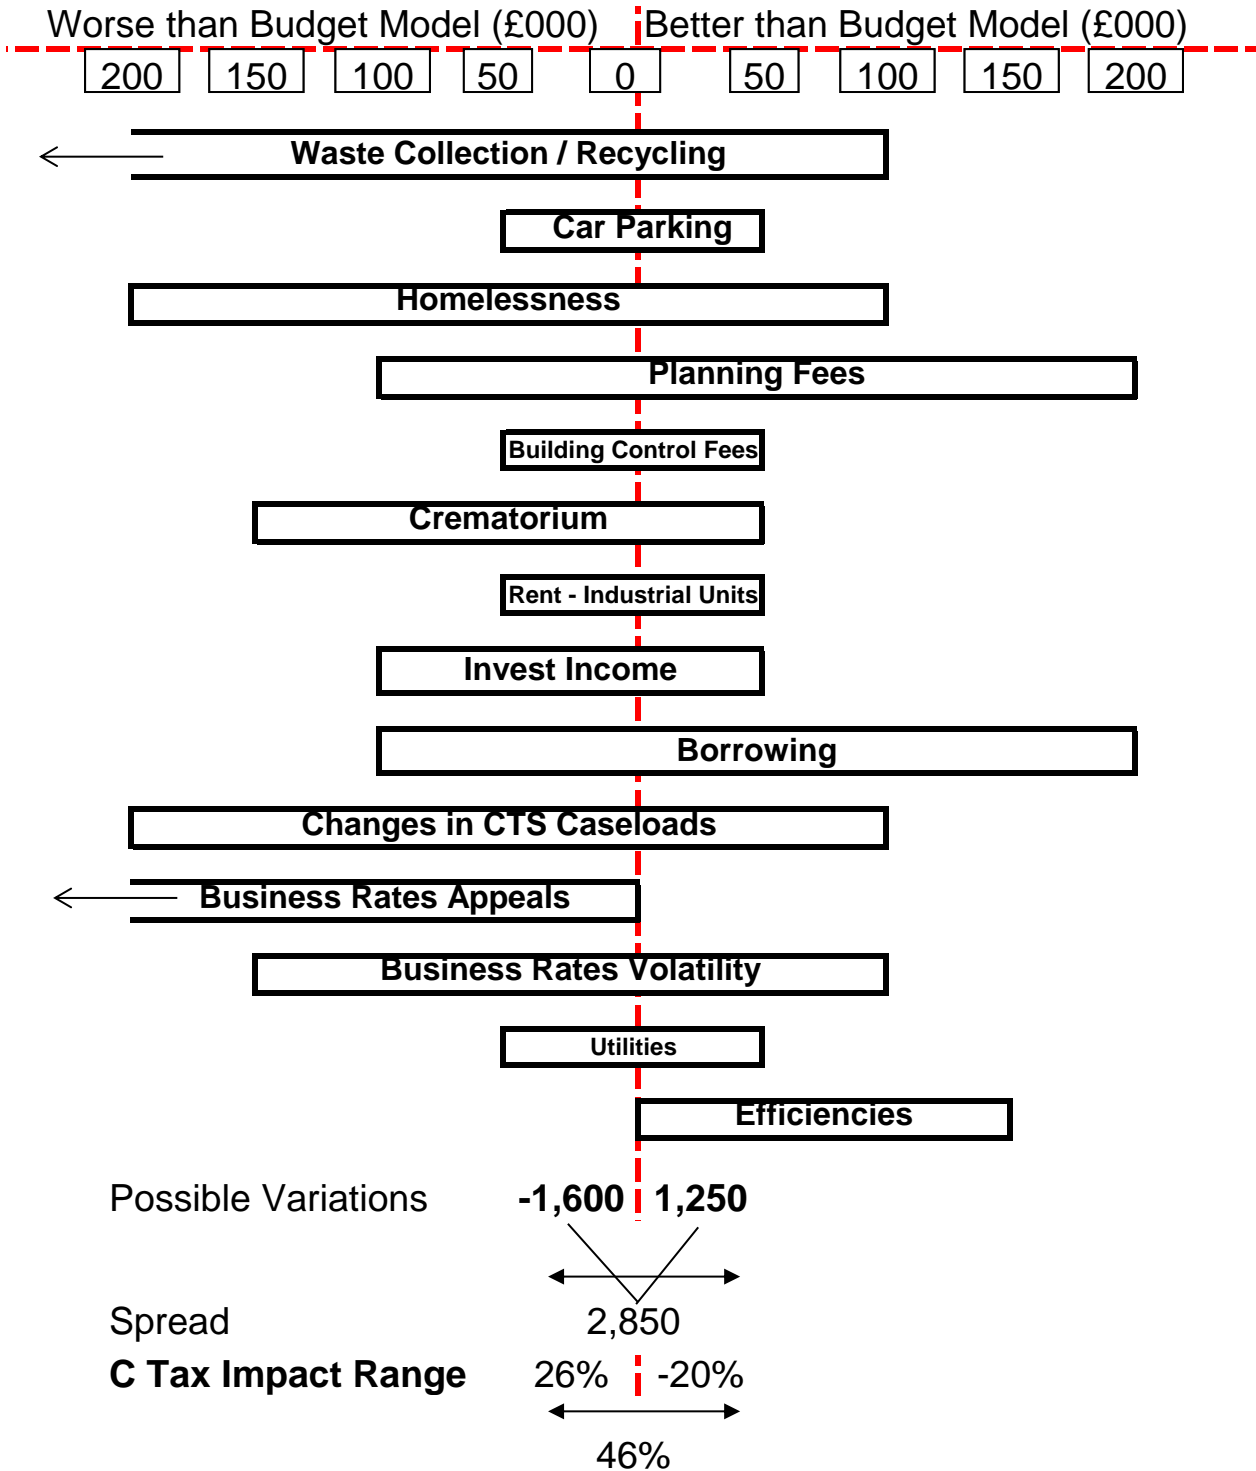 Worse than Budget Model (£000) Better than Budget Model (£000)
200 150 100 50 0 50 100 150 200
Waste Collection / Recycling
Car Parking
Homelessness
Planning Fees
Building Control Fees
Crematorium
Rent - Industrial Units
Invest Income
Borrowing
Changes in CTS Caseloads
Business Rates Appeals
Business Rates Volatility
Utilities
Efficiencies
Possible Variations -1,600 1,250
Spread 2,850
C Tax Impact Range 26% -20%
46%